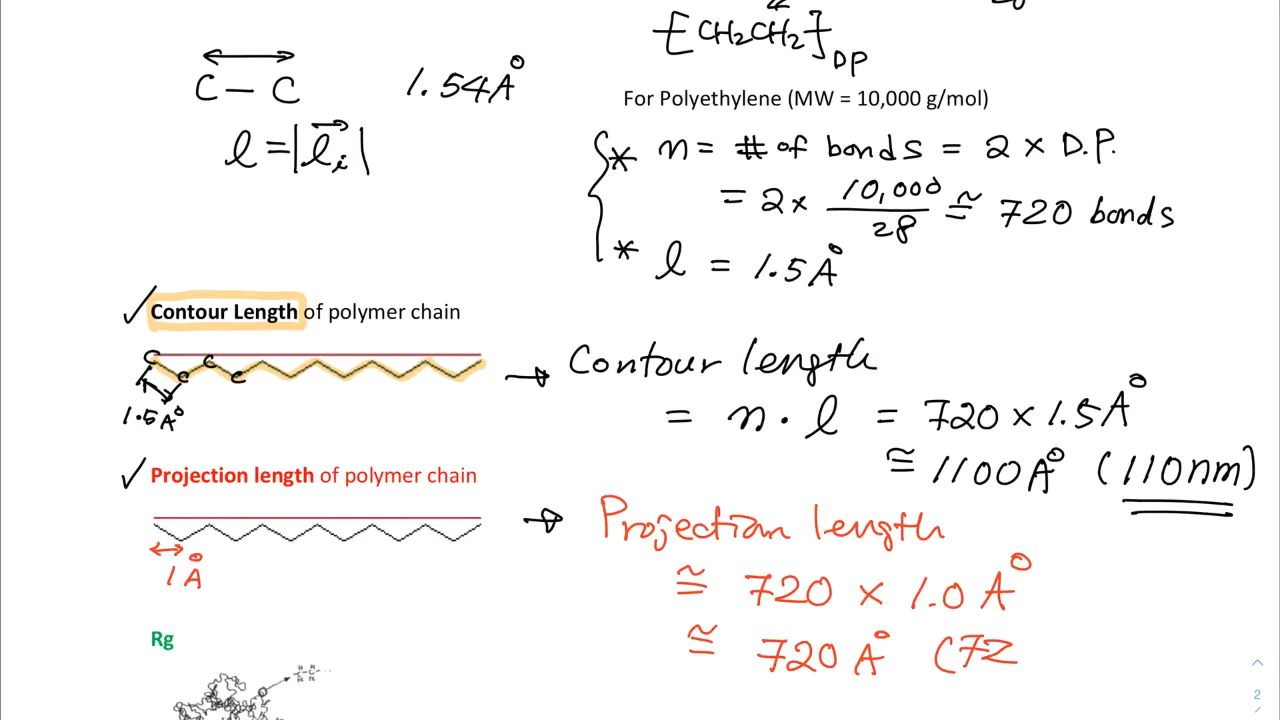 [CH2CH2]DP
C – C 1.54Å
l = |l⃗i|
For Polyethylene (MW = 10,000 g/mol)
* n = # of bonds = 2 × D.P.
= 2 × 10,000/28 ≅ 720 bonds
* l = 1.5Å
✓ Contour Length of polymer chain
C C C C
1.5Å
→ Contour length
= n · l = 720 × 1.5Å
≅ 1100Å (110nm)
✓ Projection length of polymer chain
1Å
→ Projection length
≅ 720 × 1.0Å
≅ 720Å (72
Rg
2